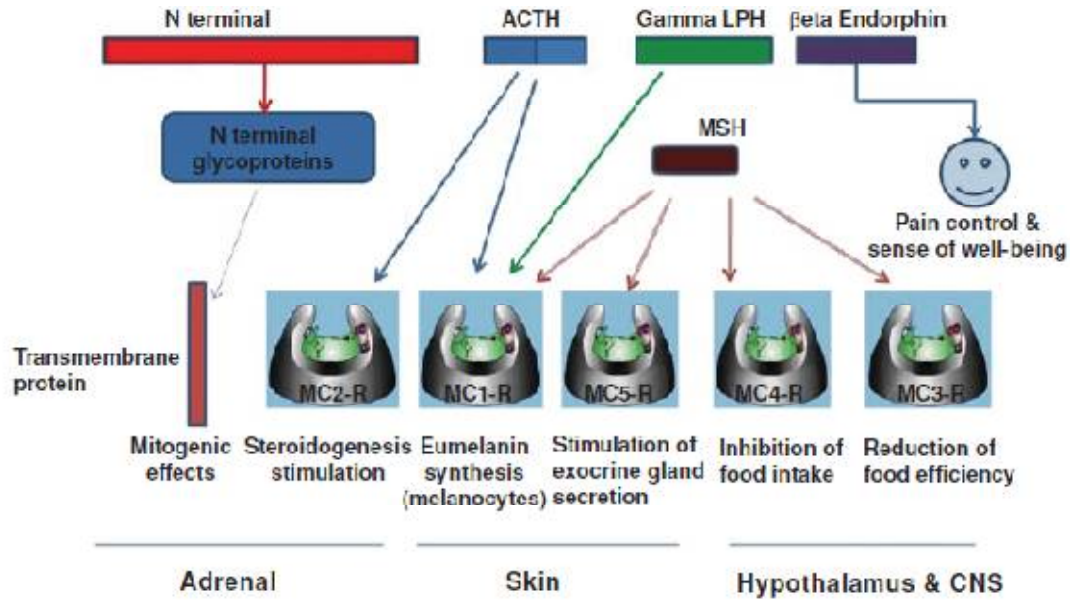 N terminal
ACTH
Gamma LPH
βeta Endorphin
N terminal
glycoproteins
MSH
Pain control &
sense of well-being
Transmembrane
protein
MC2-R
MC1-R
MC5-R
MC4-R
MC3-R
Mitogenic
effects
Steroidogenesis
stimulation
Eumelanin
synthesis
(melanocytes)
Stimulation of
exocrine gland
secretion
Inhibition of
food intake
Reduction of
food efficiency
Adrenal
Skin
Hypothalamus & CNS